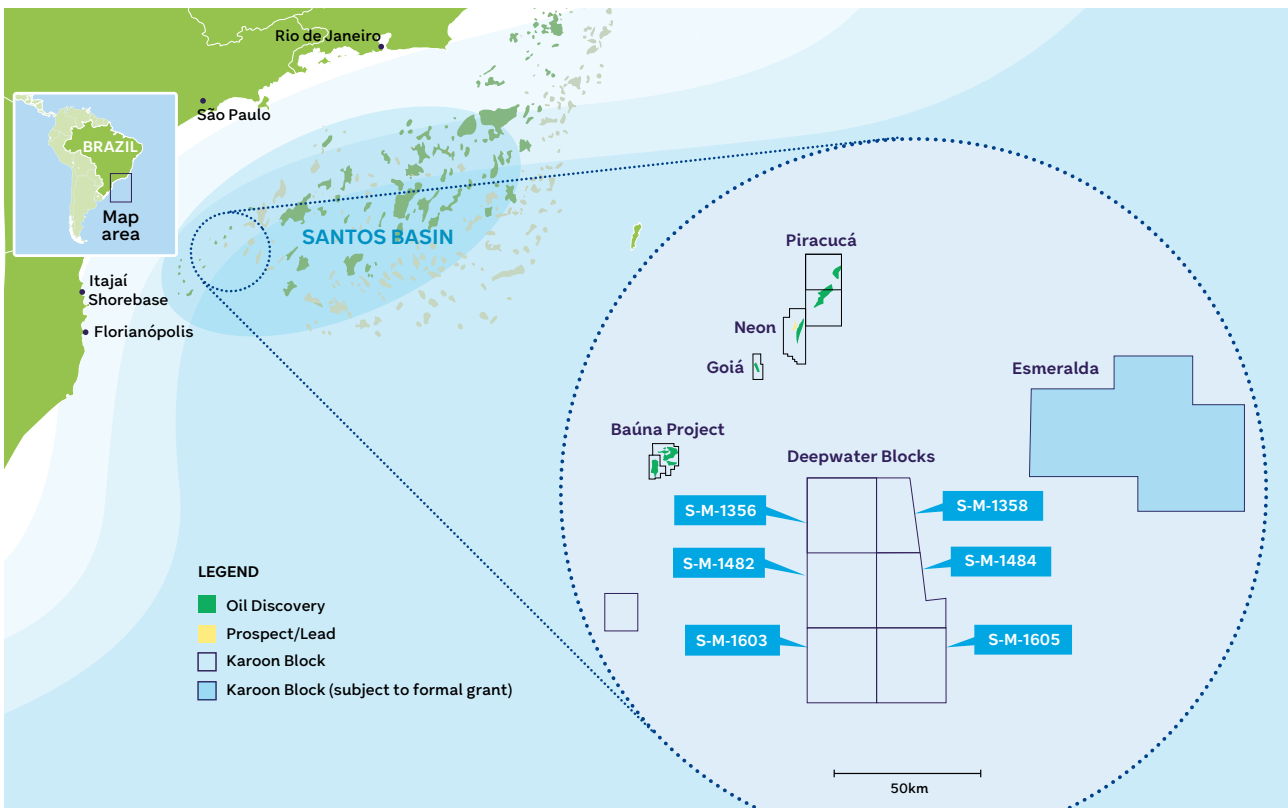 Rio de Janeiro
São Paulo
BRAZIL
Map
area
SANTOS BASIN
Itajaí
Shorebase
Florianópolis
Piracucá
Neon
Goiá
Esmeralda
Baúna Project
Deepwater Blocks
S-M-1356
S-M-1358
S-M-1482
S-M-1484
S-M-1603
S-M-1605
LEGEND
Oil Discovery
Prospect/Lead
Karoon Block
Karoon Block (subject to formal grant)
50km